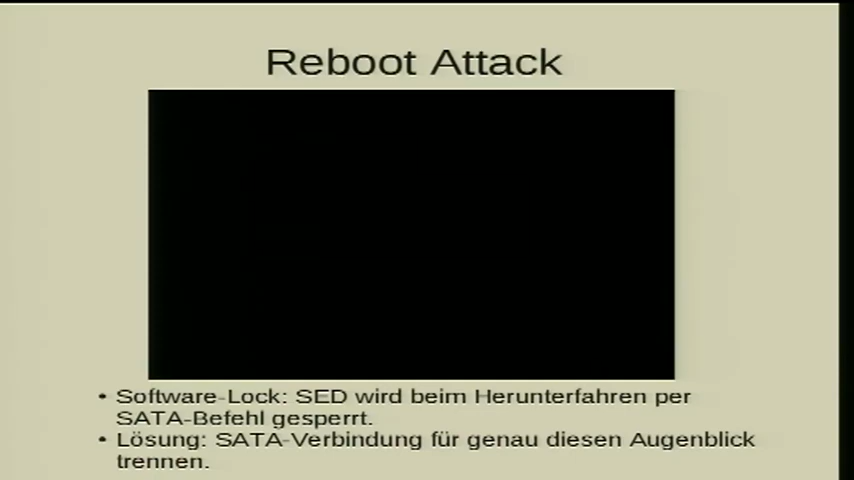 Reboot Attack
• Software-Lock: SED wird beim Herunterfahren per
SATA-Befehl gesperrt.
• Lösung: SATA-Verbindung für genau diesen Augenblick
trennen.